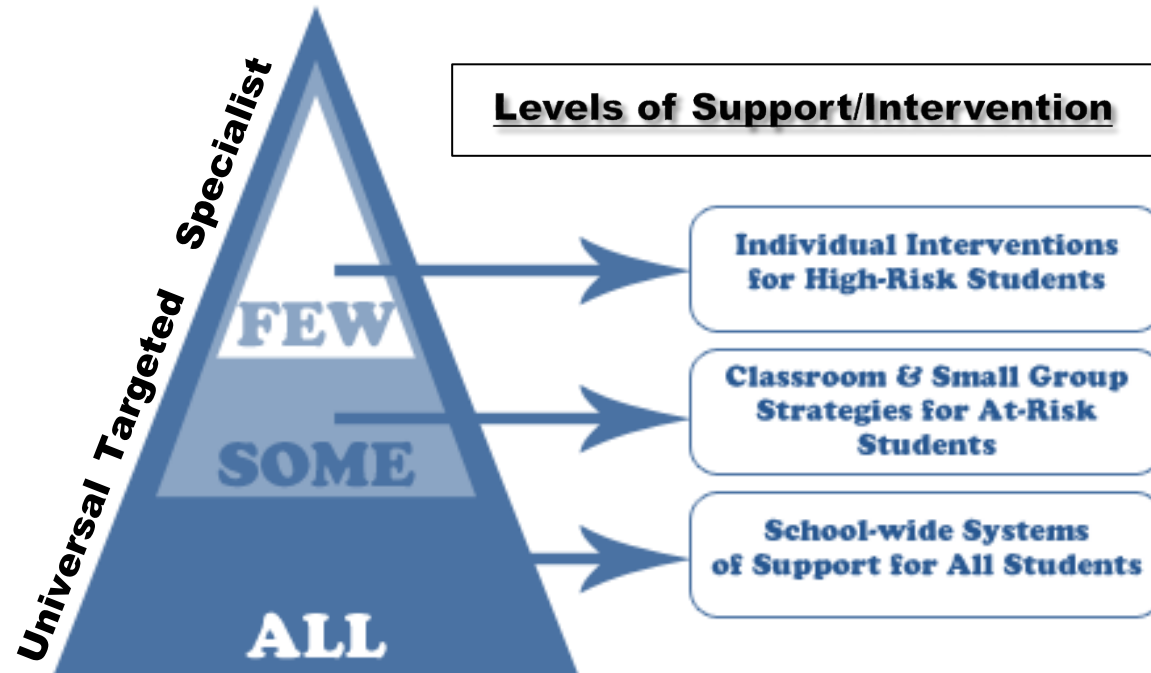 Levels of Support/Intervention
Specialist
Targeted
Universal
FEW
Individual Interventions
for High-Risk Students
SOME
Classroom & Small Group
Strategies for At-Risk
Students
ALL
School-wide Systems
of Support for All Students